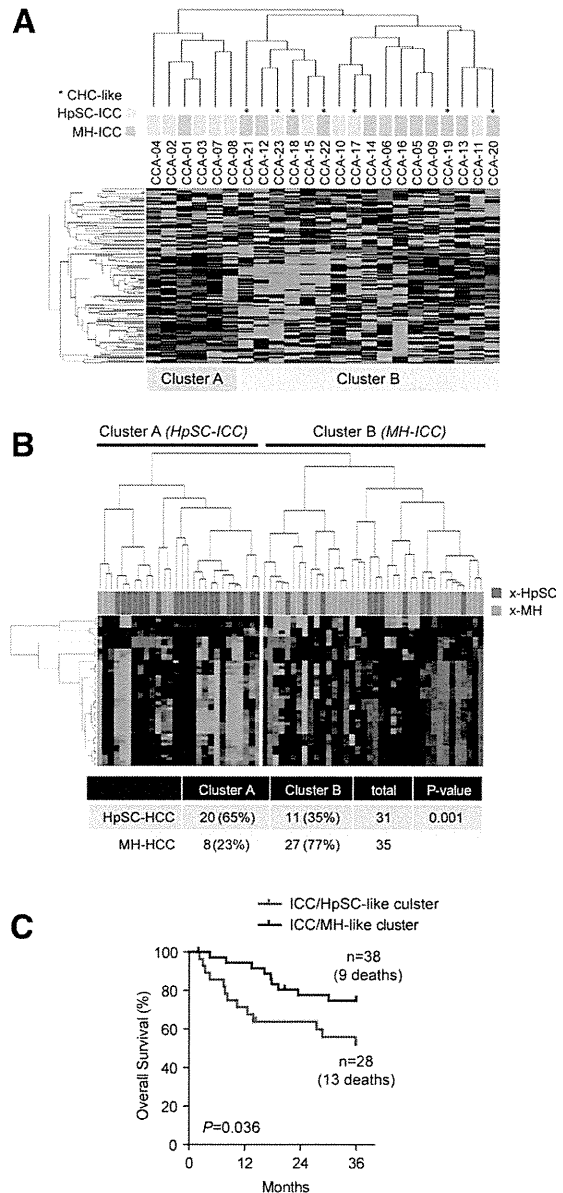 A
* CHC-like
HpSC-ICC
MH-ICC
CCA-04
CCA-02
CCA-01
CCA-03
CCA-07
CCA-08
CCA-21
CCA-12
CCA-23
CCA-18
CCA-15
CCA-22
CCA-10
CCA-17
CCA-14
CCA-06
CCA-16
CCA-05
CCA-09
CCA-19
CCA-13
CCA-11
CCA-20
Cluster A
Cluster B
B
Cluster A (HpSC-ICC)
Cluster B (MH-ICC)
x-HpSC
x-MH
Cluster A Cluster B total P-value
HpSC-HCC 20 (65%) 11 (35%) 31 0.001
MH-HCC 8 (23%) 27 (77%) 35
C
ICC/HpSC-like culster
ICC/MH-like cluster
Overall Survival (%)
100
80
60
40
20
0
n=38
(9 deaths)
n=28
(13 deaths)
P=0.036
0 12 24 36
Months